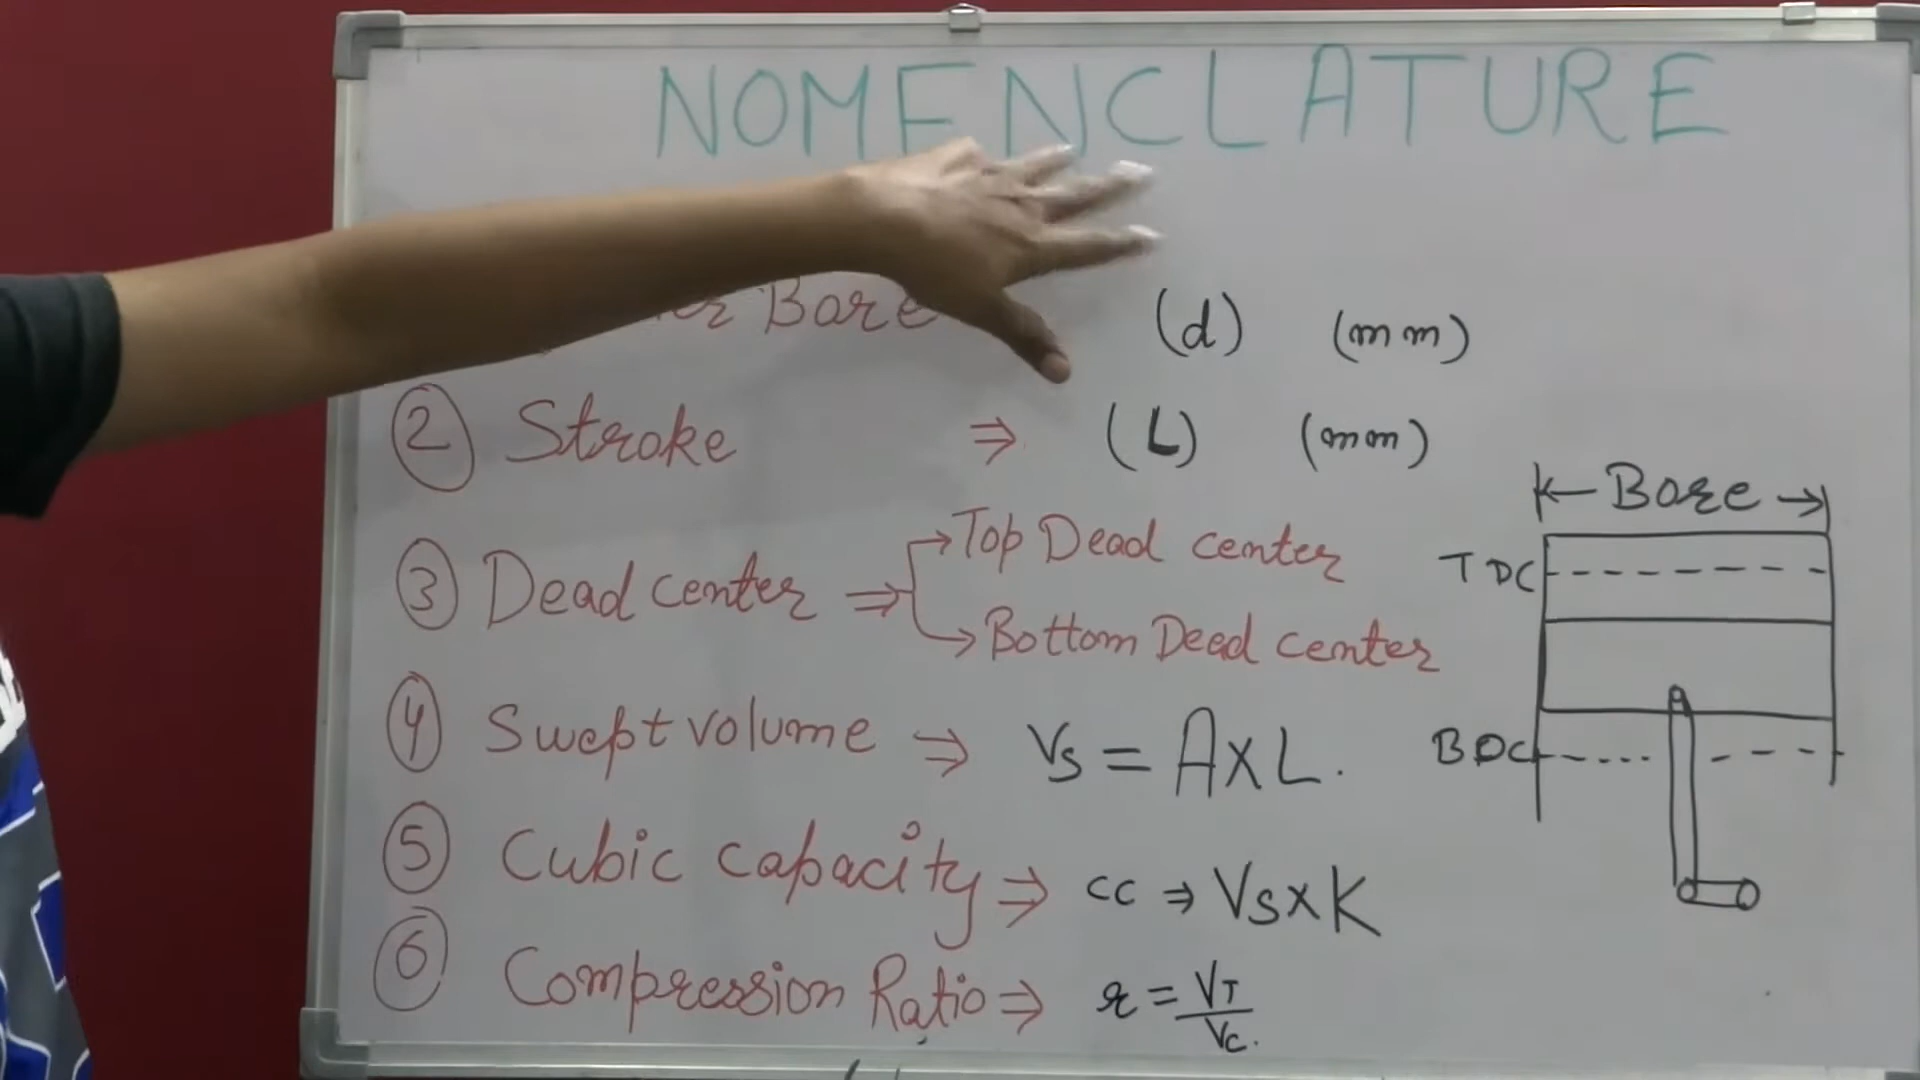 NOMENCLATURE
Bore (d) (mm)
② Stroke ⇒ (L) (mm)
③ Dead center ⇒ → Top Dead center
→ Bottom Dead center
④ Swept volume ⇒ Vs = A X L.
⑤ Cubic capacity ⇒ CC ⇒ Vs X K
⑥ Compression Ratio ⇒ r = VT / Vc.
← Bore →
TDC
BDC